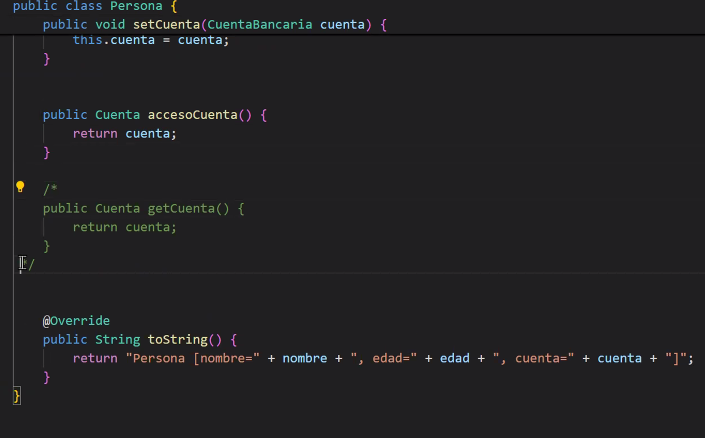 public class Persona {
public void setCuenta(CuentaBancaria cuenta) {
this.cuenta = cuenta;
}
public Cuenta accesoCuenta() {
return cuenta;
}
/*
public Cuenta getCuenta() {
return cuenta;
}
*/
@Override
public String toString() {
return "Persona [nombre=" + nombre + ", edad=" + edad + ", cuenta=" + cuenta + "]";
}
}